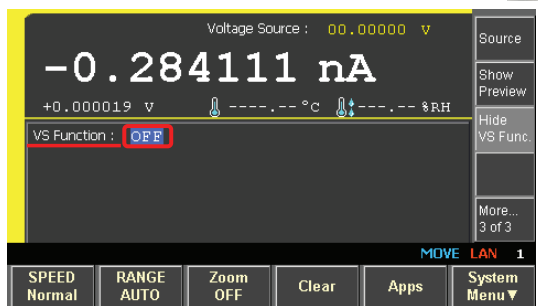 Voltage Source : 00.00000 V
-0.284111 nA
+0.000019 V ----.-- °C ---.-- %RH
VS Function : OFF
Source
Show
Preview
Hide
VS Func.
More...
3 of 3
MOVE LAN 1
SPEED
Normal
RANGE
AUTO
Zoom
OFF
Clear
Apps
System
Menu▼